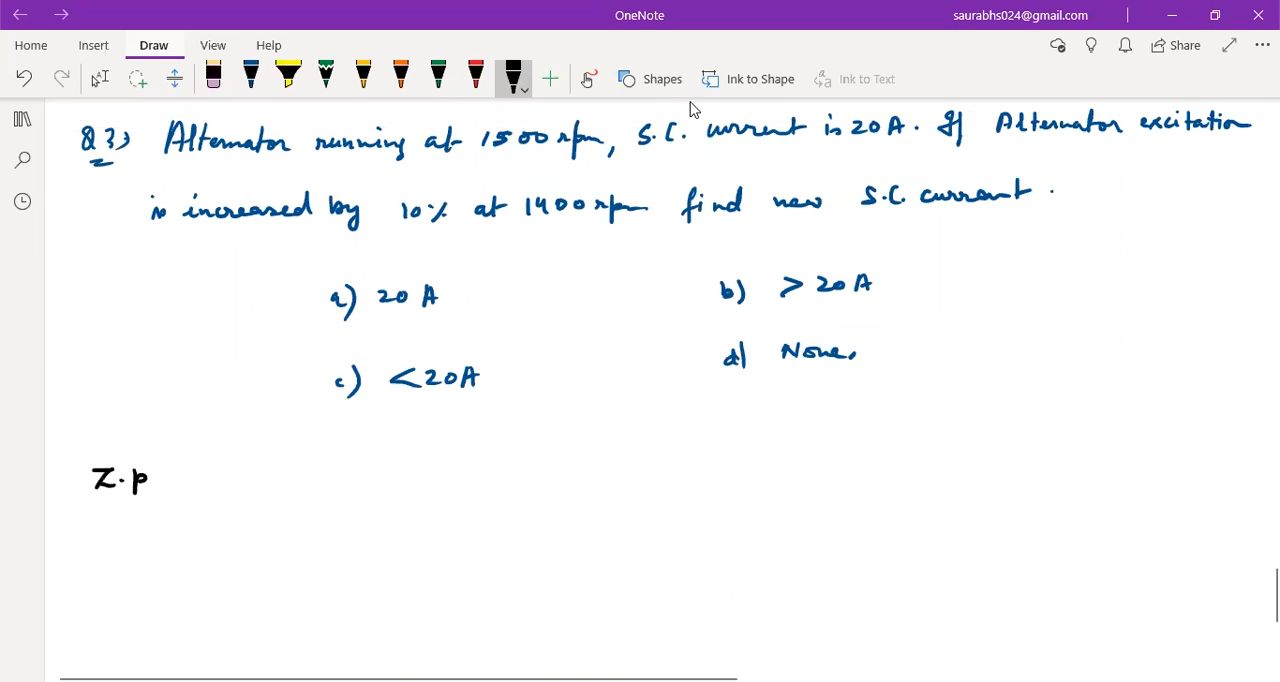 OneNote
saurabhs024@gmail.com
Home Insert Draw View Help
Share
Shapes Ink to Shape Ink to Text
Q 3) Alternator running at 1500 rpm, S.C. current is 20A. If Alternator excitation
is increased by 10% at 1400 rpm find new S.C. current.
a) 20 A b) > 20 A
c) < 20A d) None.
Z.p